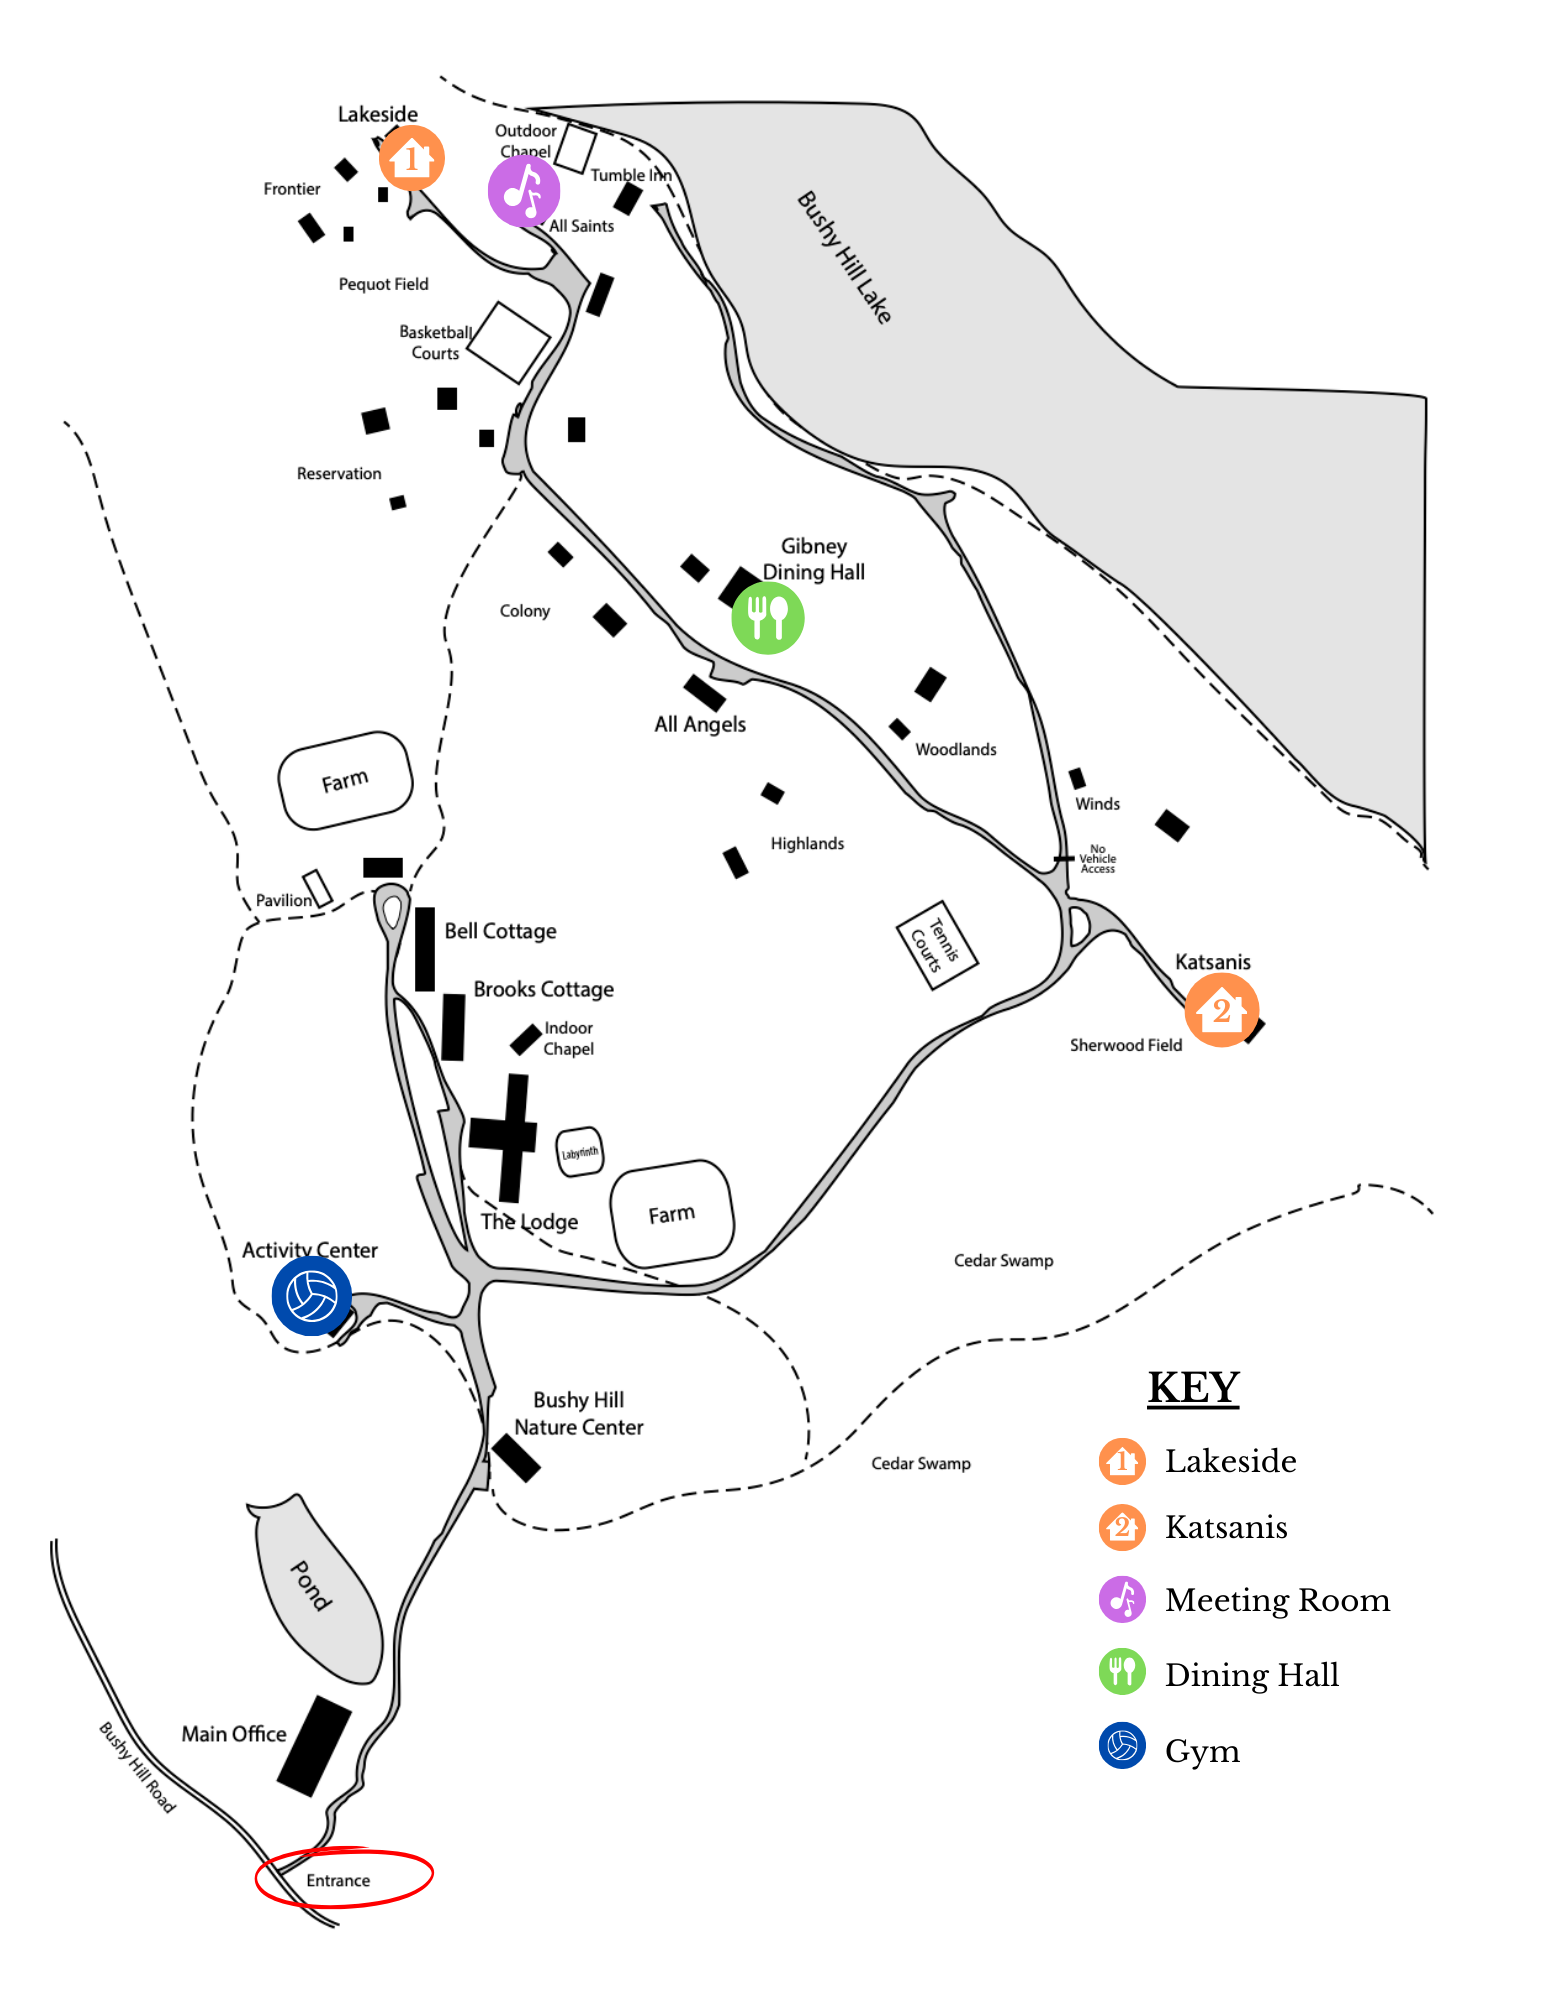 Lakeside
1
Outdoor
Chapel
Tumble Inn
Frontier
All Saints
Bushy Hill Lake
Pequot Field
Basketball
Courts
Reservation
Gibney
Dining Hall
Colony
All Angels
Woodlands
Farm
Winds
Highlands
No
Vehicle
Access
Pavilion
Bell Cottage
Tennis
Courts
Katsanis
2
Brooks Cottage
Indoor
Chapel
Sherwood Field
Labyrinth
Farm
The Lodge
Activity Center
Cedar Swamp
Bushy Hill
Nature Center
Cedar Swamp
Pond
Main Office
Bushy Hill Road
Entrance
KEY
1 Lakeside
2 Katsanis
Meeting Room
Dining Hall
Gym